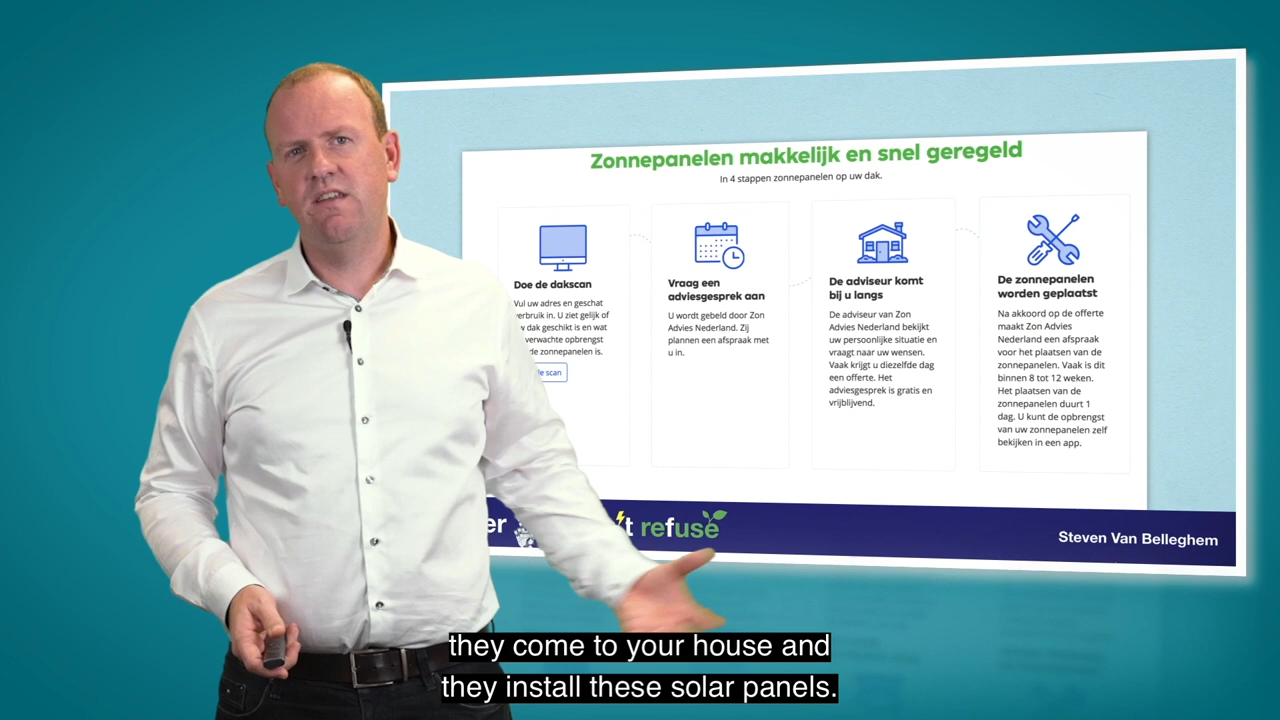 Zonnepanelen makkelijk en snel geregeld
In 4 stappen zonnepanelen op uw dak.
Doe de dakscan
Vul uw adres en geschat
verbruik in. U ziet gelijk of
dak geschikt is en wat
verwachte opbrengst
de zonnepanelen is.
scan
Vraag een
adviesgesprek aan
U wordt gebeld door Zon
Advies Nederland. Zij
plannen een afspraak met
u in.
De adviseur komt
bij u langs
De adviseur van Zon
Advies Nederland bekijkt
uw persoonlijke situatie en
vraagt naar uw wensen.
Vaak krijgt u diezelfde dag
een offerte. Het
adviesgesprek is gratis en
vrijblijvend.
De zonnepanelen
worden geplaatst
Na akkoord op de offerte
maakt Zon Advies
Nederland een afspraak
voor het plaatsen van de
zonnepanelen. Vaak is dit
binnen 8 tot 12 weken.
Het plaatsen van de
zonnepanelen duurt 1
dag. U kunt de opbrengst
van uw zonnepanelen zelf
bekijken in een app.
refuse
Steven Van Belleghem
they come to your house and
they install these solar panels.